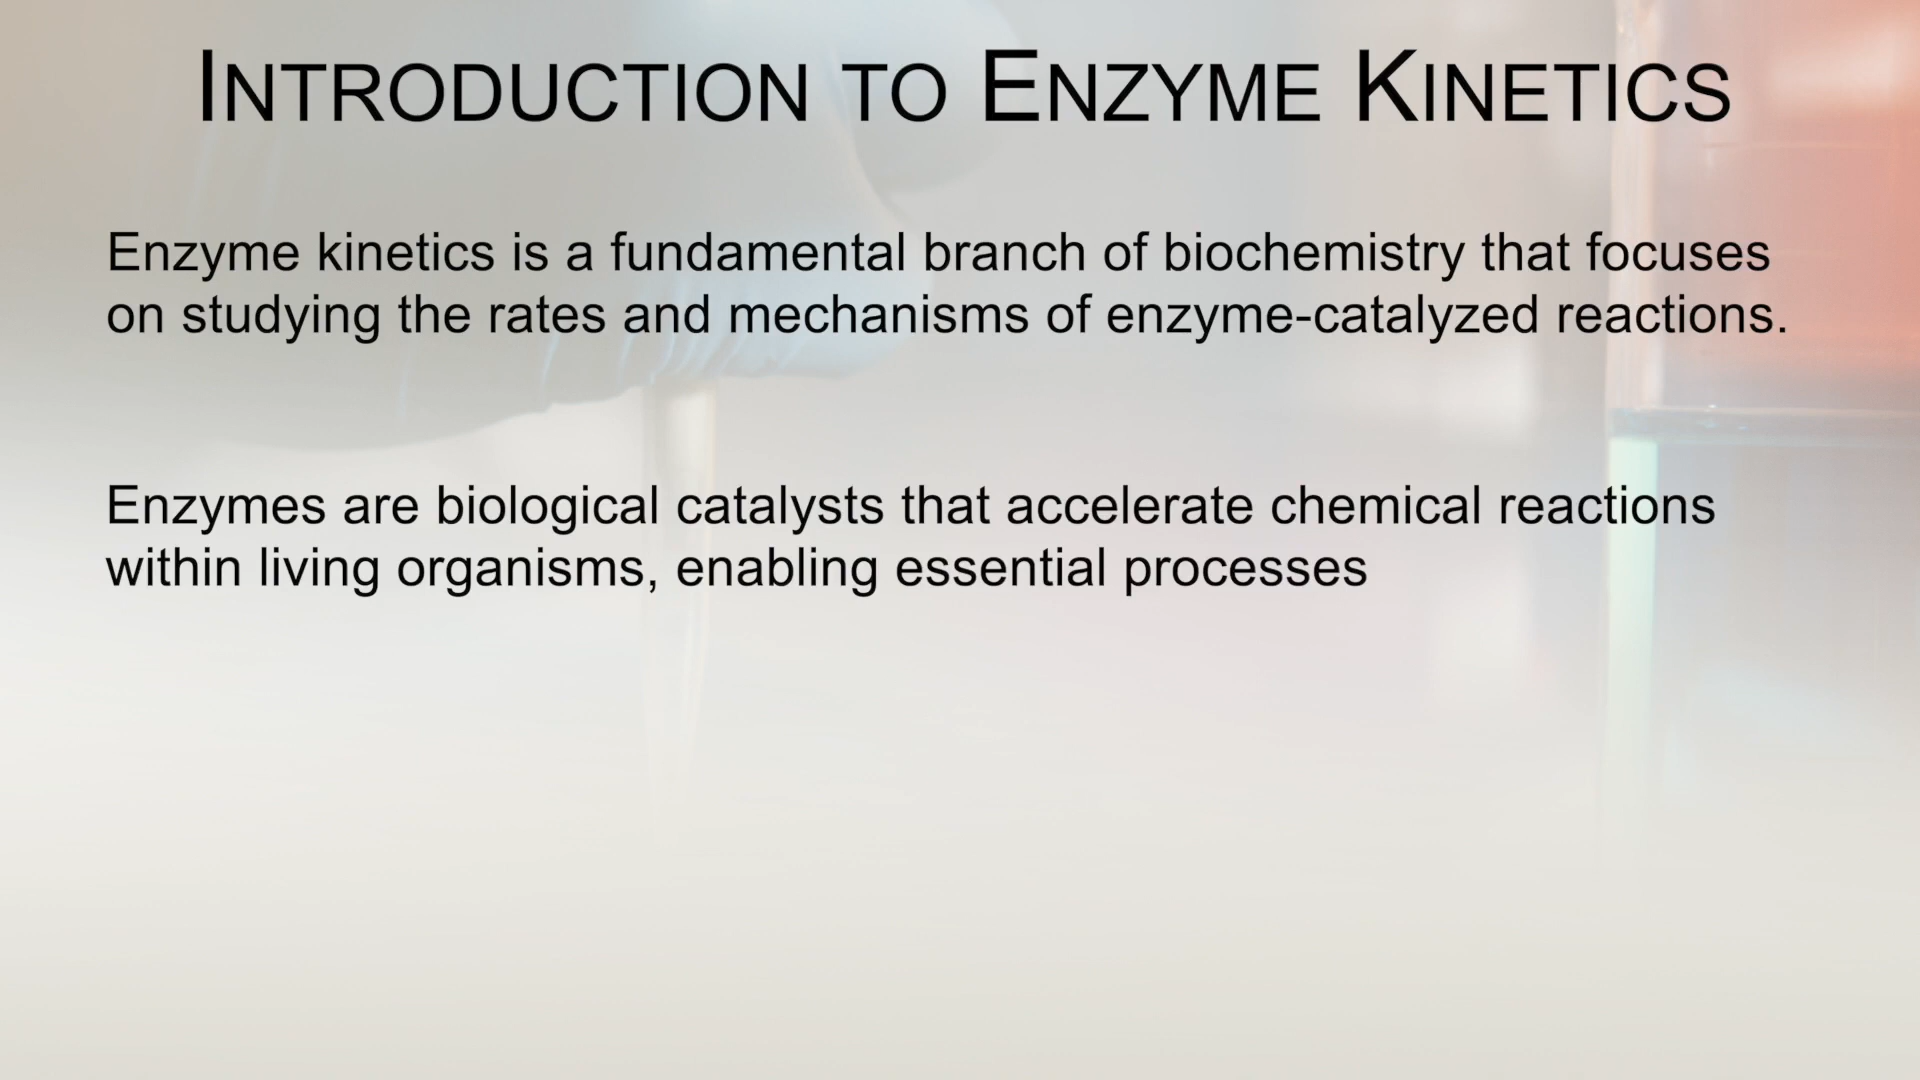 INTRODUCTION TO ENZYME KINETICS
Enzyme kinetics is a fundamental branch of biochemistry that focuses
on studying the rates and mechanisms of enzyme-catalyzed reactions.
Enzymes are biological catalysts that accelerate chemical reactions
within living organisms, enabling essential processes